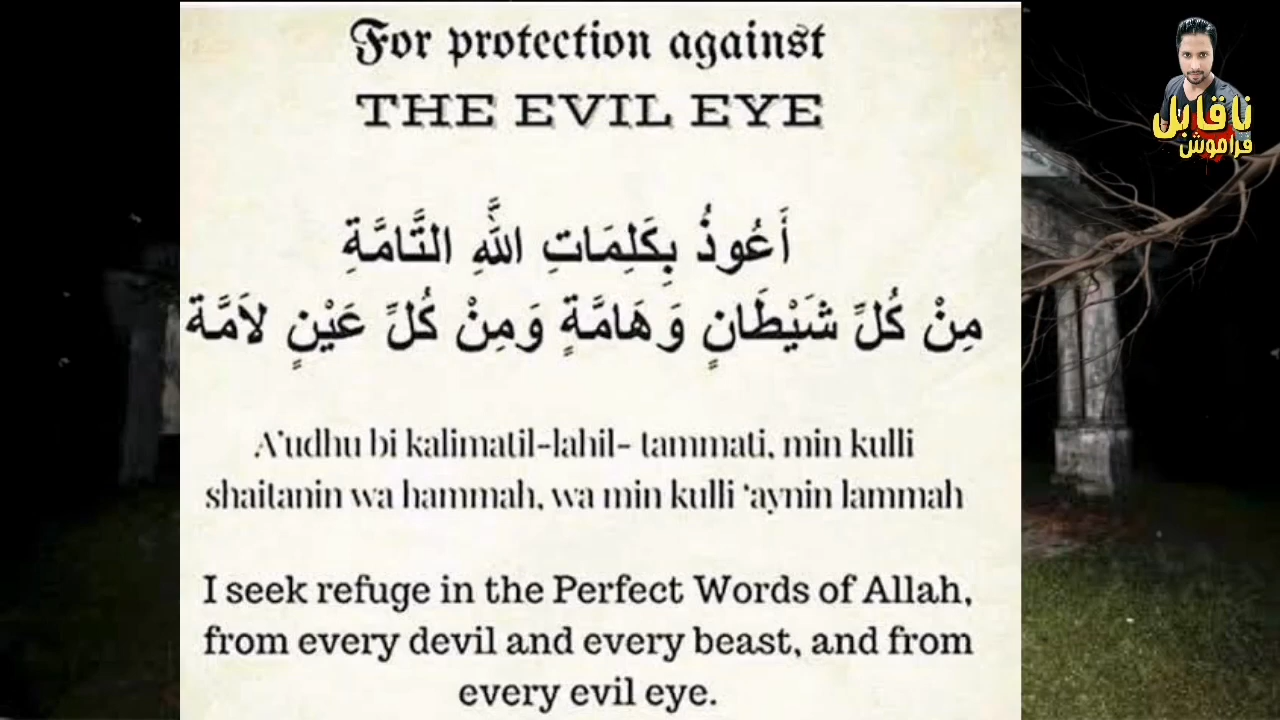 For protection against
THE EVIL EYE
أَعُوذُ بِكَلِمَاتِ اللَّهِ التَّامَّةِ
مِنْ كُلِّ شَيْطَانٍ وَهَامَّةٍ وَمِنْ كُلِّ عَيْنٍ لاَمَّة
A'udhu bi kalimatil-lahil- tammati, min kulli
shaitanin wa hammah, wa min kulli 'aynin lammah
I seek refuge in the Perfect Words of Allah,
from every devil and every beast, and from
every evil eye.
ناقابل
فراموش